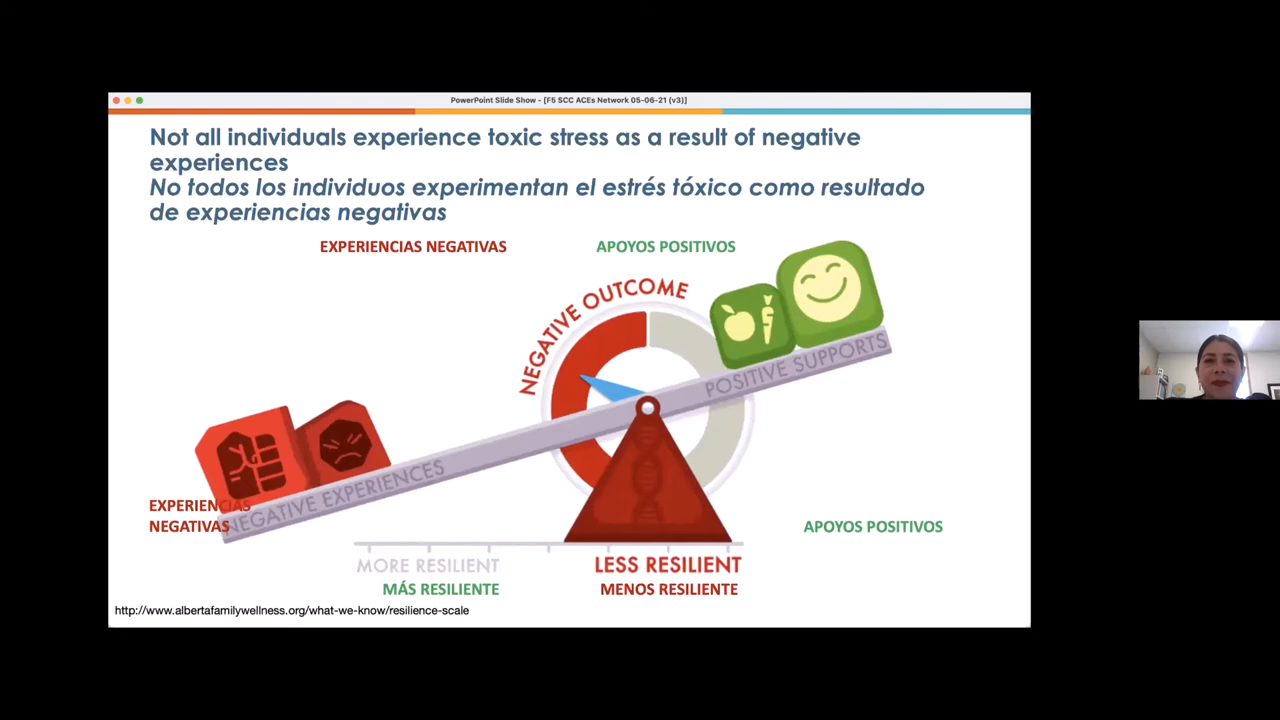 PowerPoint Slide Show - [F5 SCC ACEs Network 05-06-21 (v3)]
Not all individuals experience toxic stress as a result of negative
experiences
No todos los individuos experimentan el estrés tóxico como resultado
de experiencias negativas
EXPERIENCIAS NEGATIVAS
APOYOS POSITIVOS
NEGATIVE OUTCOME
POSITIVE SUPPORTS
NEGATIVE EXPERIENCES
EXPERIENCIAS
NEGATIVAS
APOYOS POSITIVOS
MORE RESILIENT
LESS RESILIENT
MÁS RESILIENTE
MENOS RESILIENTE
http://www.albertafamilywellness.org/what-we-know/resilience-scale